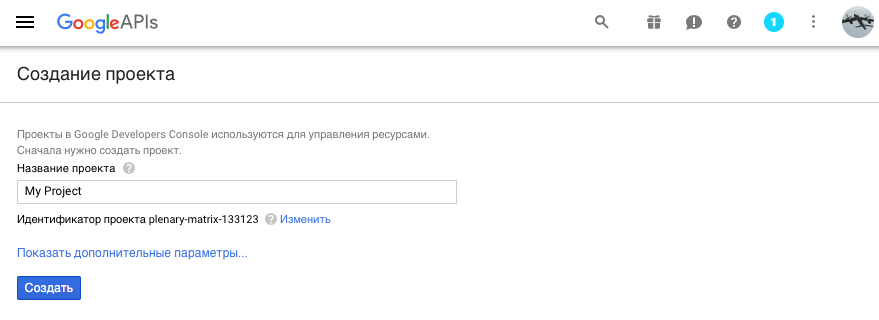 Google APIs
1
Создание проекта
Проекты в Google Developers Console используются для управления ресурсами.
Сначала нужно создать проект.
Название проекта ?
My Project
Идентификатор проекта plenary-matrix-133123 ? Изменить
Показать дополнительные параметры...
Создать